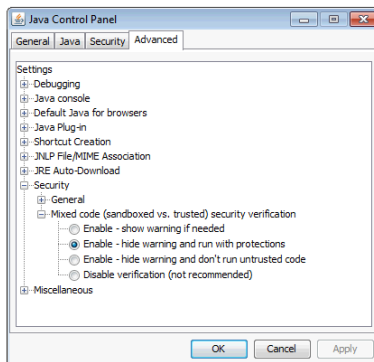 Java Control Panel
General Java Security Advanced
Settings
Debugging
Java console
Default Java for browsers
Java Plug-in
Shortcut Creation
JNLP File/MIME Association
JRE Auto-Download
Security
General
Mixed code (sandboxed vs. trusted) security verification
Enable - show warning if needed
Enable - hide warning and run with protections
Enable - hide warning and don't run untrusted code
Disable verification (not recommended)
Miscellaneous
OK Cancel Apply